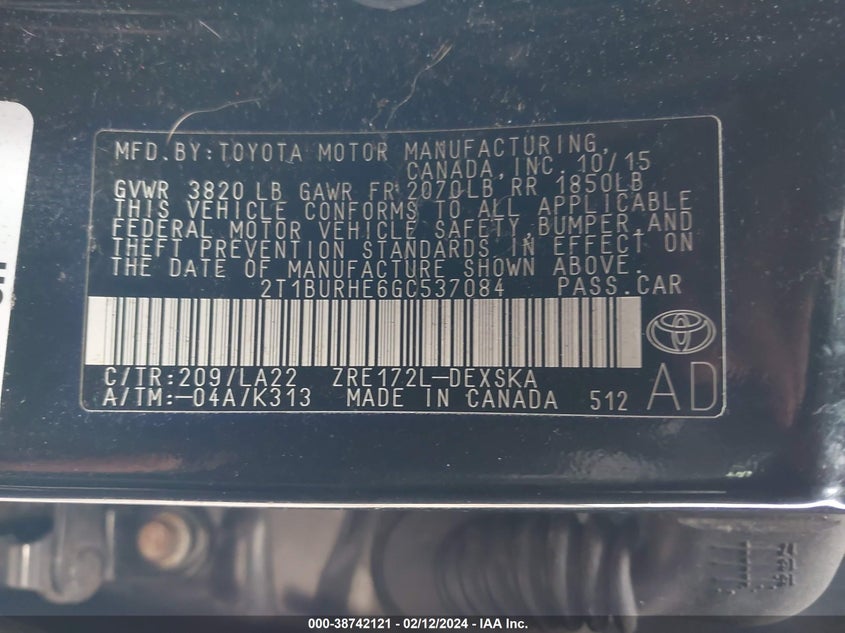 MFD.BY:TOYOTA MOTOR MANUFACTURING,
CANADA,INC. 10/15
GVWR 3820 LB GAWR FR 2070LB RR 1850LB
THIS VEHICLE CONFORMS TO ALL APPLICABLE
FEDERAL MOTOR VEHICLE SAFETY,BUMPER,AND
THEFT PREVENTION STANDARDS IN EFFECT ON
THE DATE OF MANUFACTURE SHOWN ABOVE.
2T1BURHE6GC537084 PASS.CAR
C/TR:209/LA22 ZRE172L-DEXSKA
A/TM:-04A/K313 MADE IN CANADA 512 AD
000-38742121 - 02/12/2024 - IAA Inc.